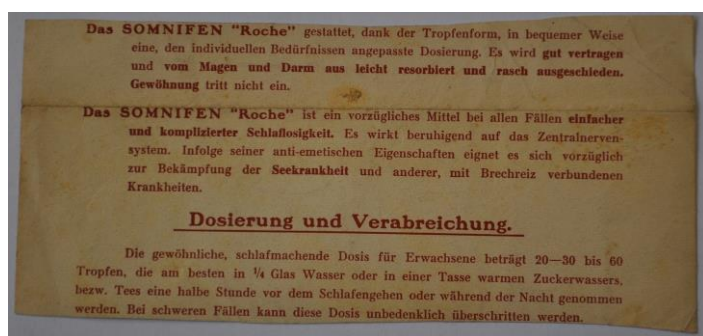 Das SOMNIFEN "Roche" gestattet, dank der Tropfenform, in bequemer Weise
eine, den individuellen Bedürfnissen angepasste Dosierung. Es wird gut vertragen
und vom Magen und Darm aus leicht resorbiert und rasch ausgeschieden.
Gewöhnung tritt nicht ein.
Das SOMNIFEN "Roche" ist ein vorzügliches Mittel bei allen Fällen einfacher
und komplizierter Schlaflosigkeit. Es wirkt beruhigend auf das Zentralnerven-
system. Infolge seiner anti-emetischen Eigenschaften eignet es sich vorzüglich
zur Bekämpfung der Seekrankheit und anderer, mit Brechreiz verbundenen
Krankheiten.
Dosierung und Verabreichung.
Die gewöhnliche, schlafmachende Dosis für Erwachsene beträgt 20—30 bis 60
Tropfen, die am besten in ¼ Glas Wasser oder in einer Tasse warmen Zuckerwassers,
bezw. Tees eine halbe Stunde vor dem Schlafengehen oder während der Nacht genommen
werden. Bei schweren Fällen kann diese Dosis unbedenklich überschritten werden.